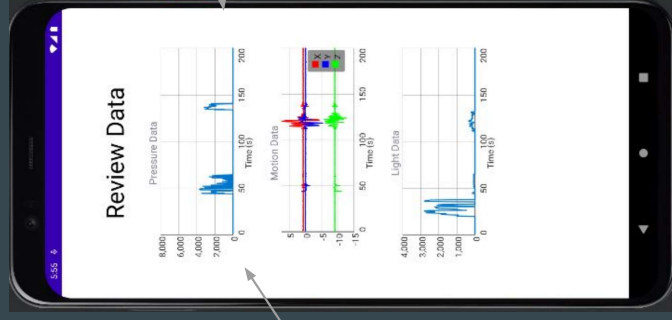 5:55
Review Data
Pressure Data
8,000
6,000
4,000
2,000
0
0 50 100 150 200
Time (s)
Motion Data
X
Y
Z
5
0
-5
-10
-15
0 50 100 150 200
Time (s)
Light Data
4,000
3,000
2,000
1,000
0
0 50 100 150 200
Time (s)